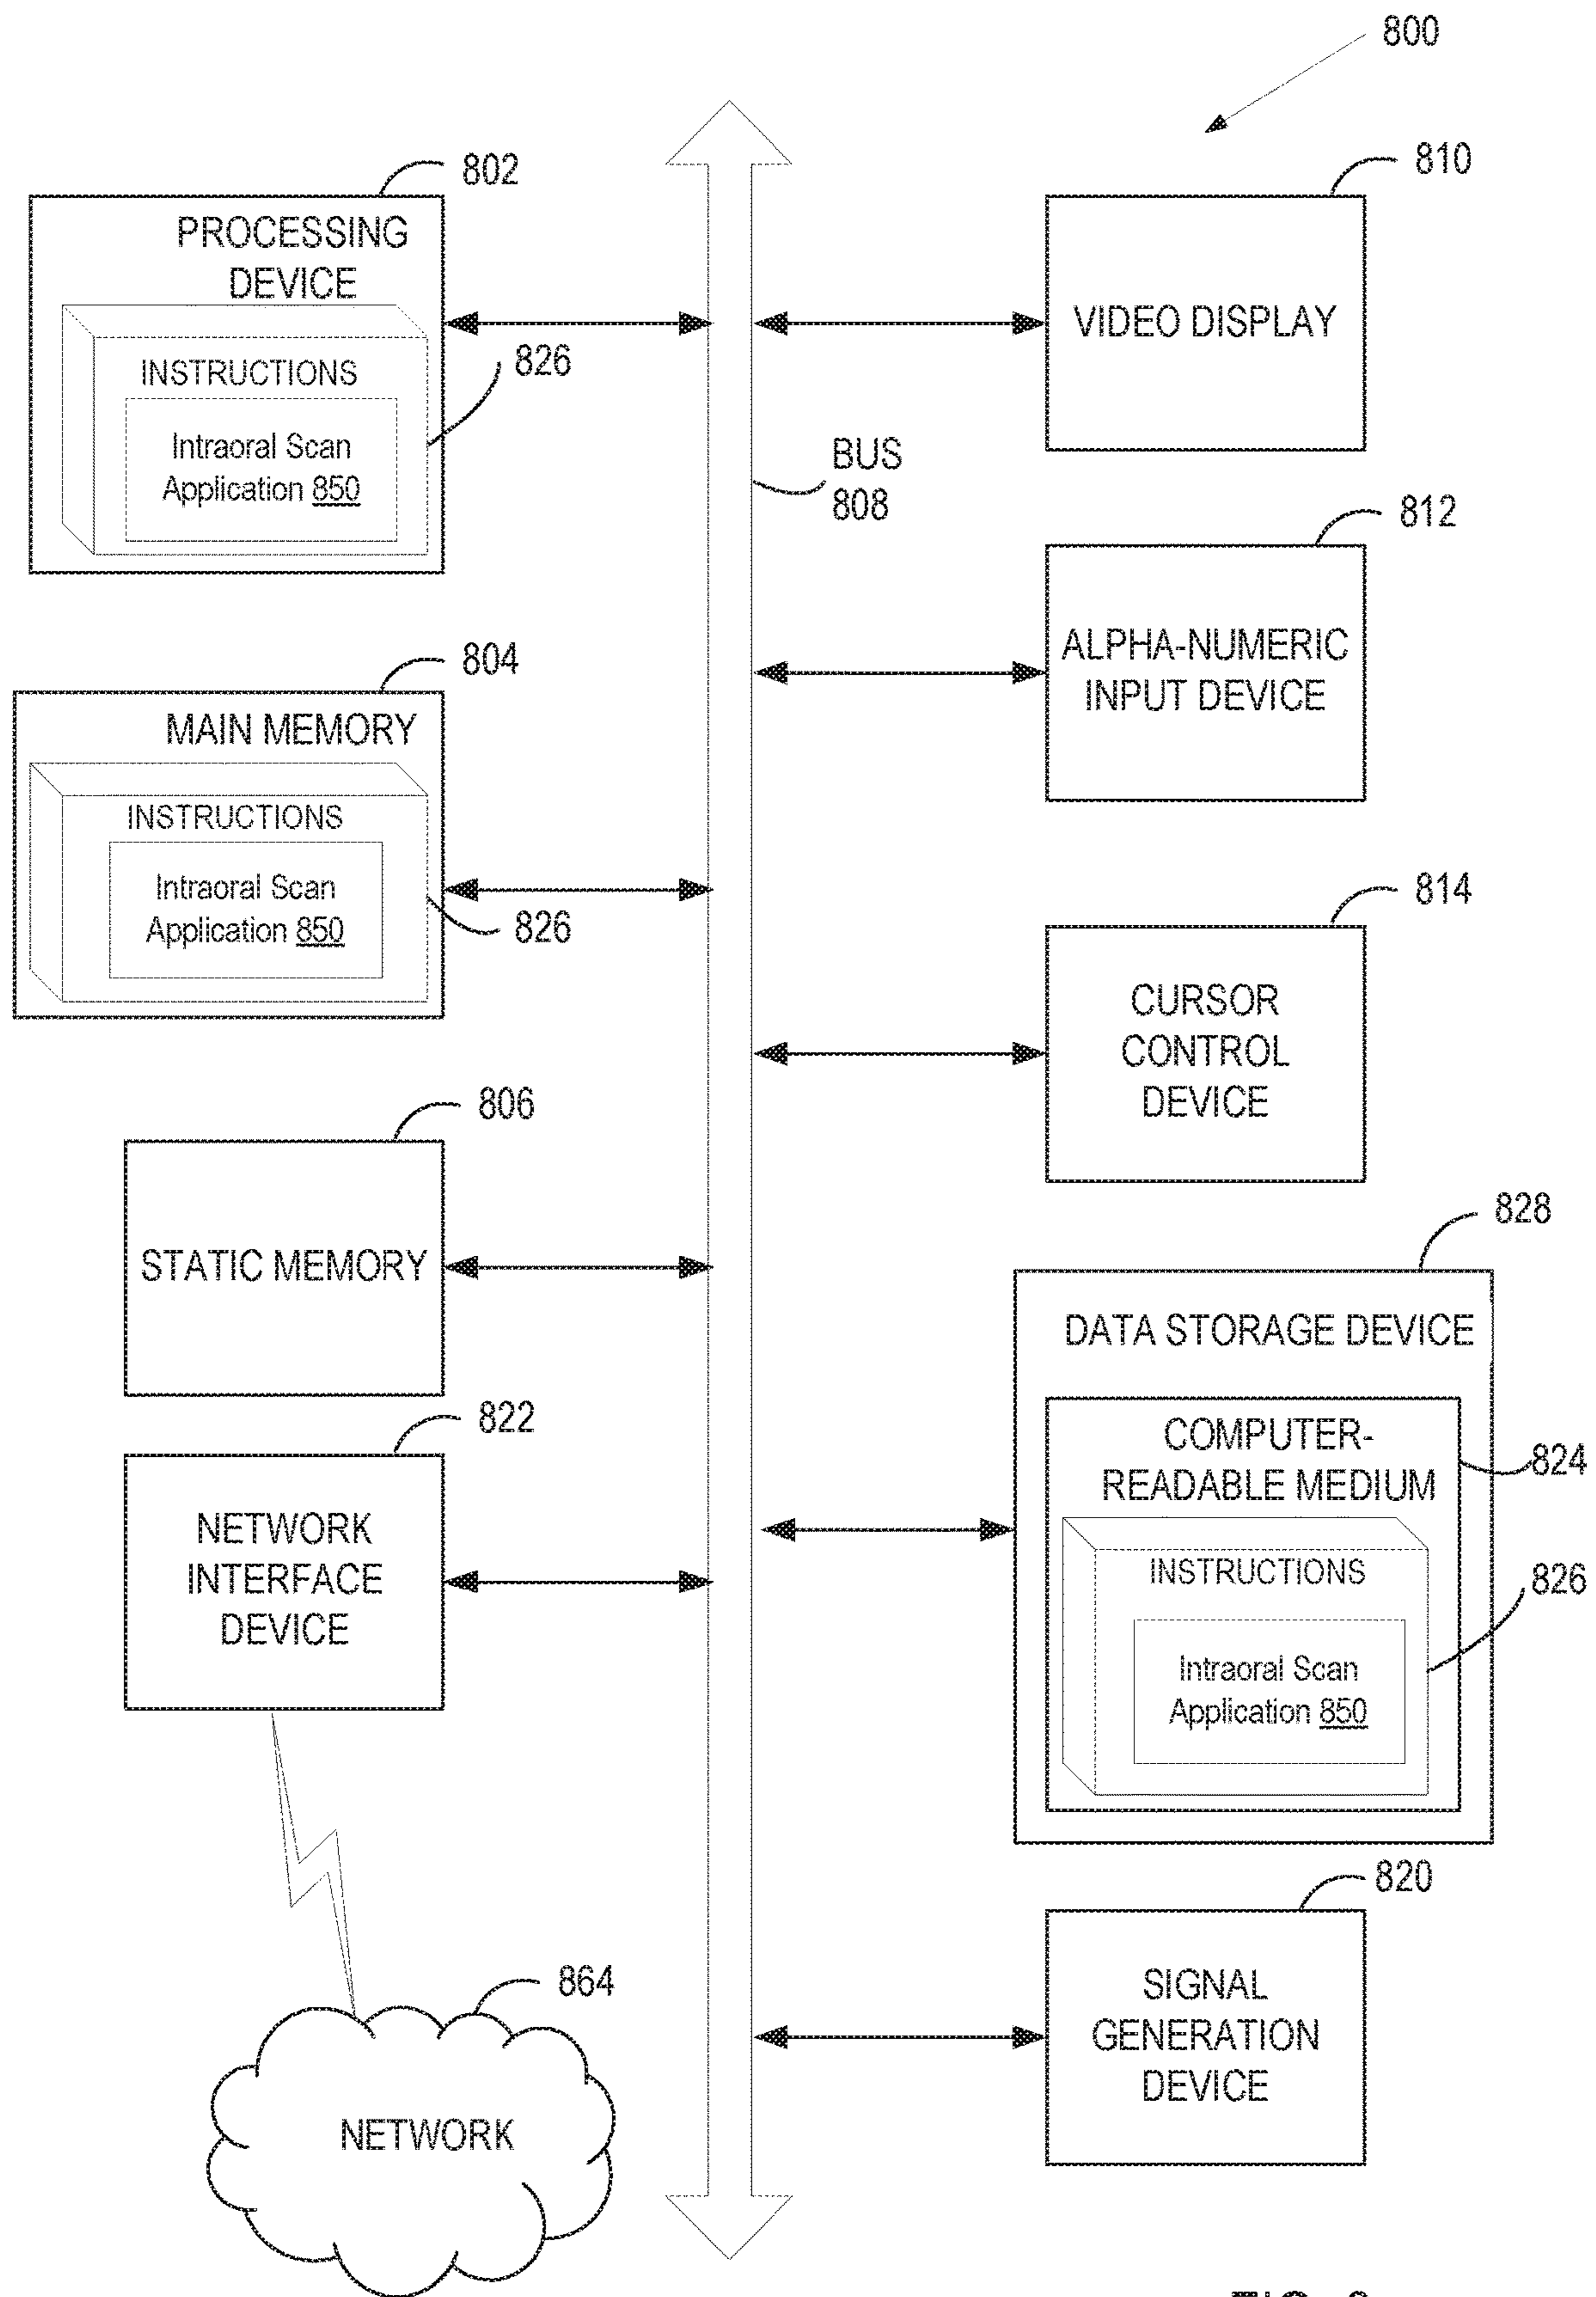 800
802
PROCESSING
DEVICE
INSTRUCTIONS
Intraoral Scan
Application 850
826
810
VIDEO DISPLAY
BUS
808
812
ALPHA-NUMERIC
INPUT DEVICE
804
MAIN MEMORY
INSTRUCTIONS
Intraoral Scan
Application 850
826
814
CURSOR
CONTROL
DEVICE
806
STATIC MEMORY
828
DATA STORAGE DEVICE
COMPUTER-
READABLE MEDIUM
824
INSTRUCTIONS
Intraoral Scan
Application 850
826
822
NETWORK
INTERFACE
DEVICE
820
SIGNAL
GENERATION
DEVICE
864
NETWORK